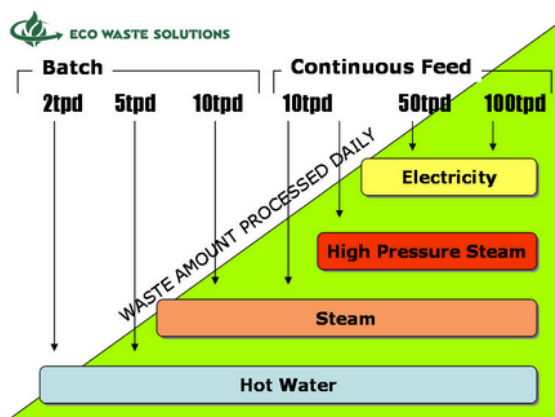 ECO WASTE SOLUTIONS
Batch
Continuous Feed
2tpd
5tpd
10tpd
10tpd
50tpd
100tpd
WASTE AMOUNT PROCESSED DAILY
Electricity
High Pressure Steam
Steam
Hot Water